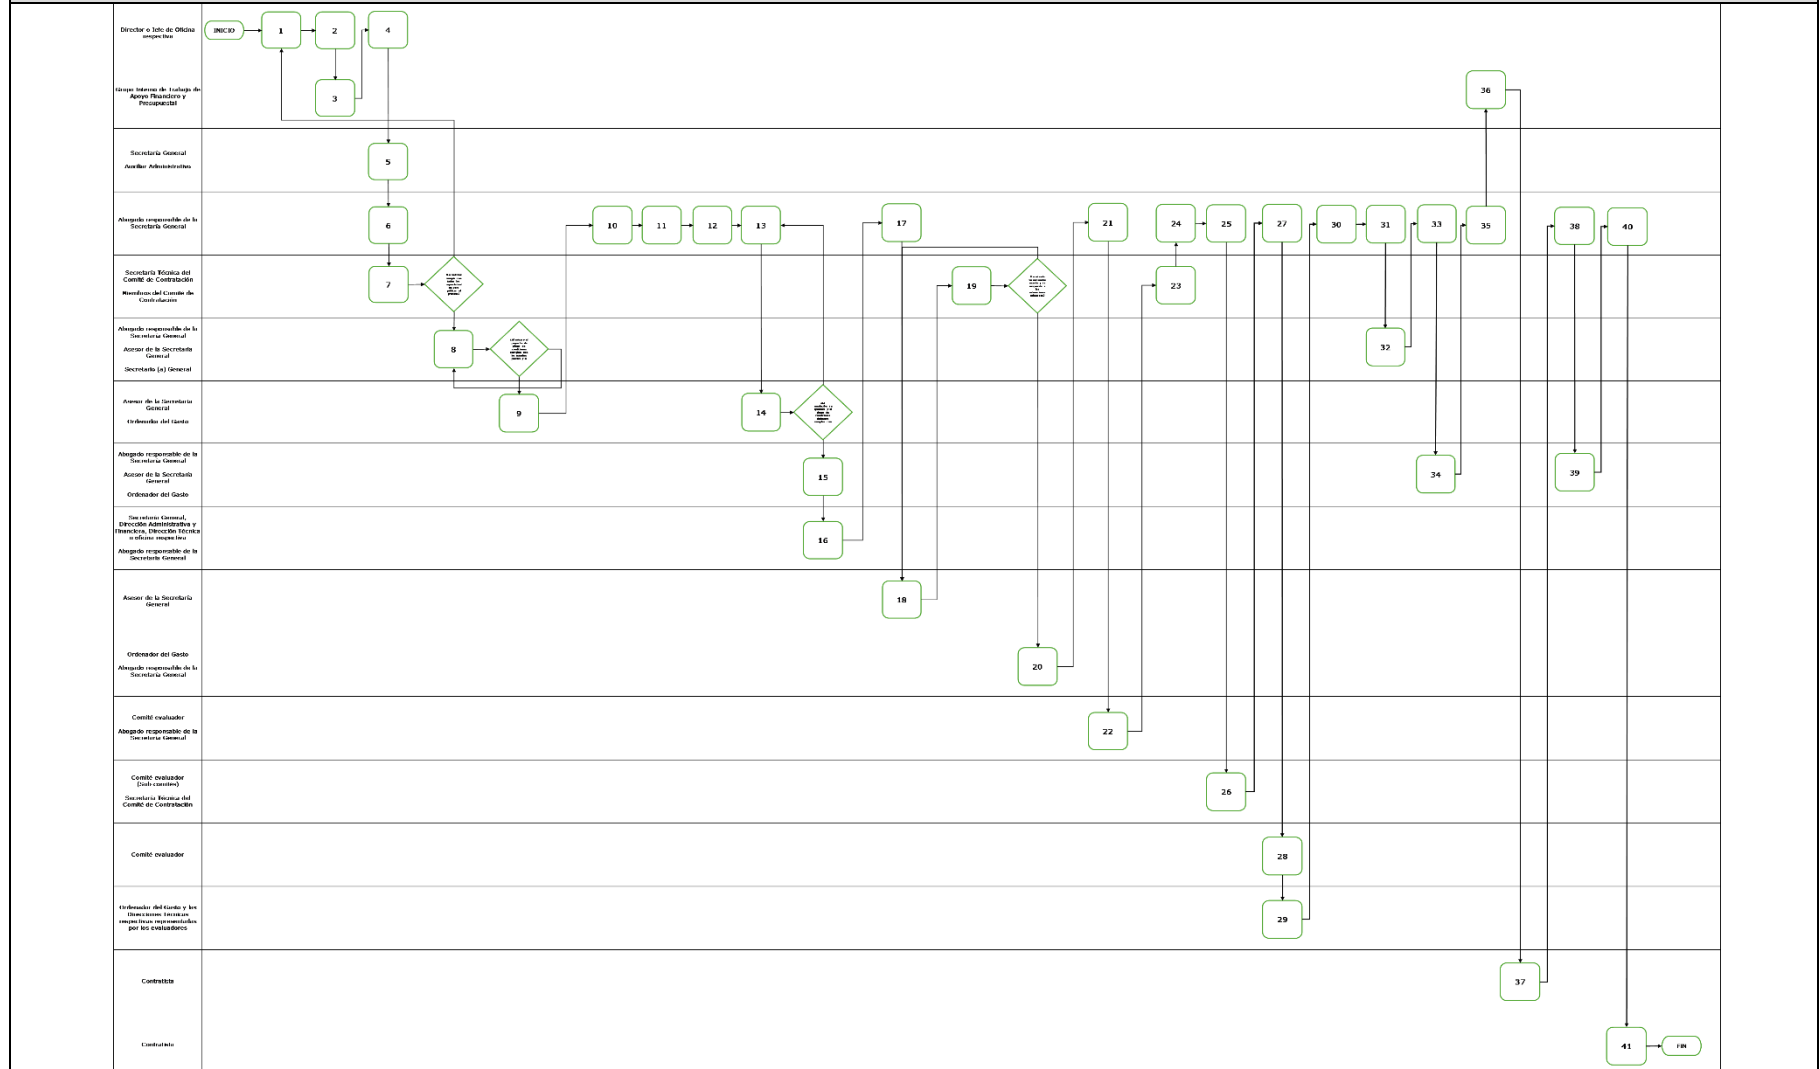 Director o Jefe de Oficina
respectiva
INICIO
1
2
4
Grupo Interno de Trabajo de
Apoyo Financiero y
Presupuestal
3
36
Secretaría General
Auxiliar Administrativo
5
Abogado responsable de la
Secretaría General
6
10
11
12
13
17
21
24
25
27
30
31
33
35
38
40
Secretaría Técnica del
Comité de Contratación
Miembros del Comité de
Contratación
7
19
23
Abogado responsable de la
Secretaría General
Asesor de la Secretaría
General
Secretario (a) General
8
32
Asesor de la Secretaría
General
Ordenador del Gasto
9
14
Abogado responsable de la
Secretaría General
Asesor de la Secretaría
General
Ordenador del Gasto
15
34
39
Secretaría General,
Dirección Administrativa y
Financiera, Dirección Técnica
u oficina respectiva
Abogado responsable de la
Secretaría General
16
Asesor de la Secretaría
General
18
Ordenador del Gasto
Abogado responsable de la
Secretaría General
20
Comité evaluador
Abogado responsable de la
Secretaría General
22
Comité evaluador
Secretaría Técnica del
Comité de Contratación
26
Comité evaluador
28
Ordenador del Gasto y las
Direcciones Técnicas
respectivas representadas
por los evaluadores
29
Contratista
37
Contratista
41
FIN